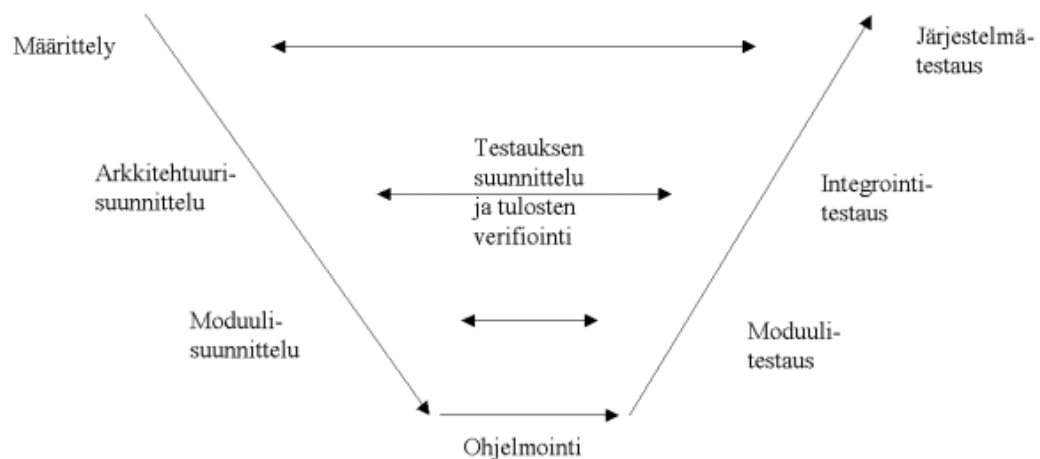 Määrittely
Järjestelmä-
testaus
Arkkitehtuuri-
suunnittelu
Testauksen
suunnittelu
ja tulosten
verifiointi
Integrointi-
testaus
Moduuli-
suunnittelu
Moduuli-
testaus
Ohjelmointi